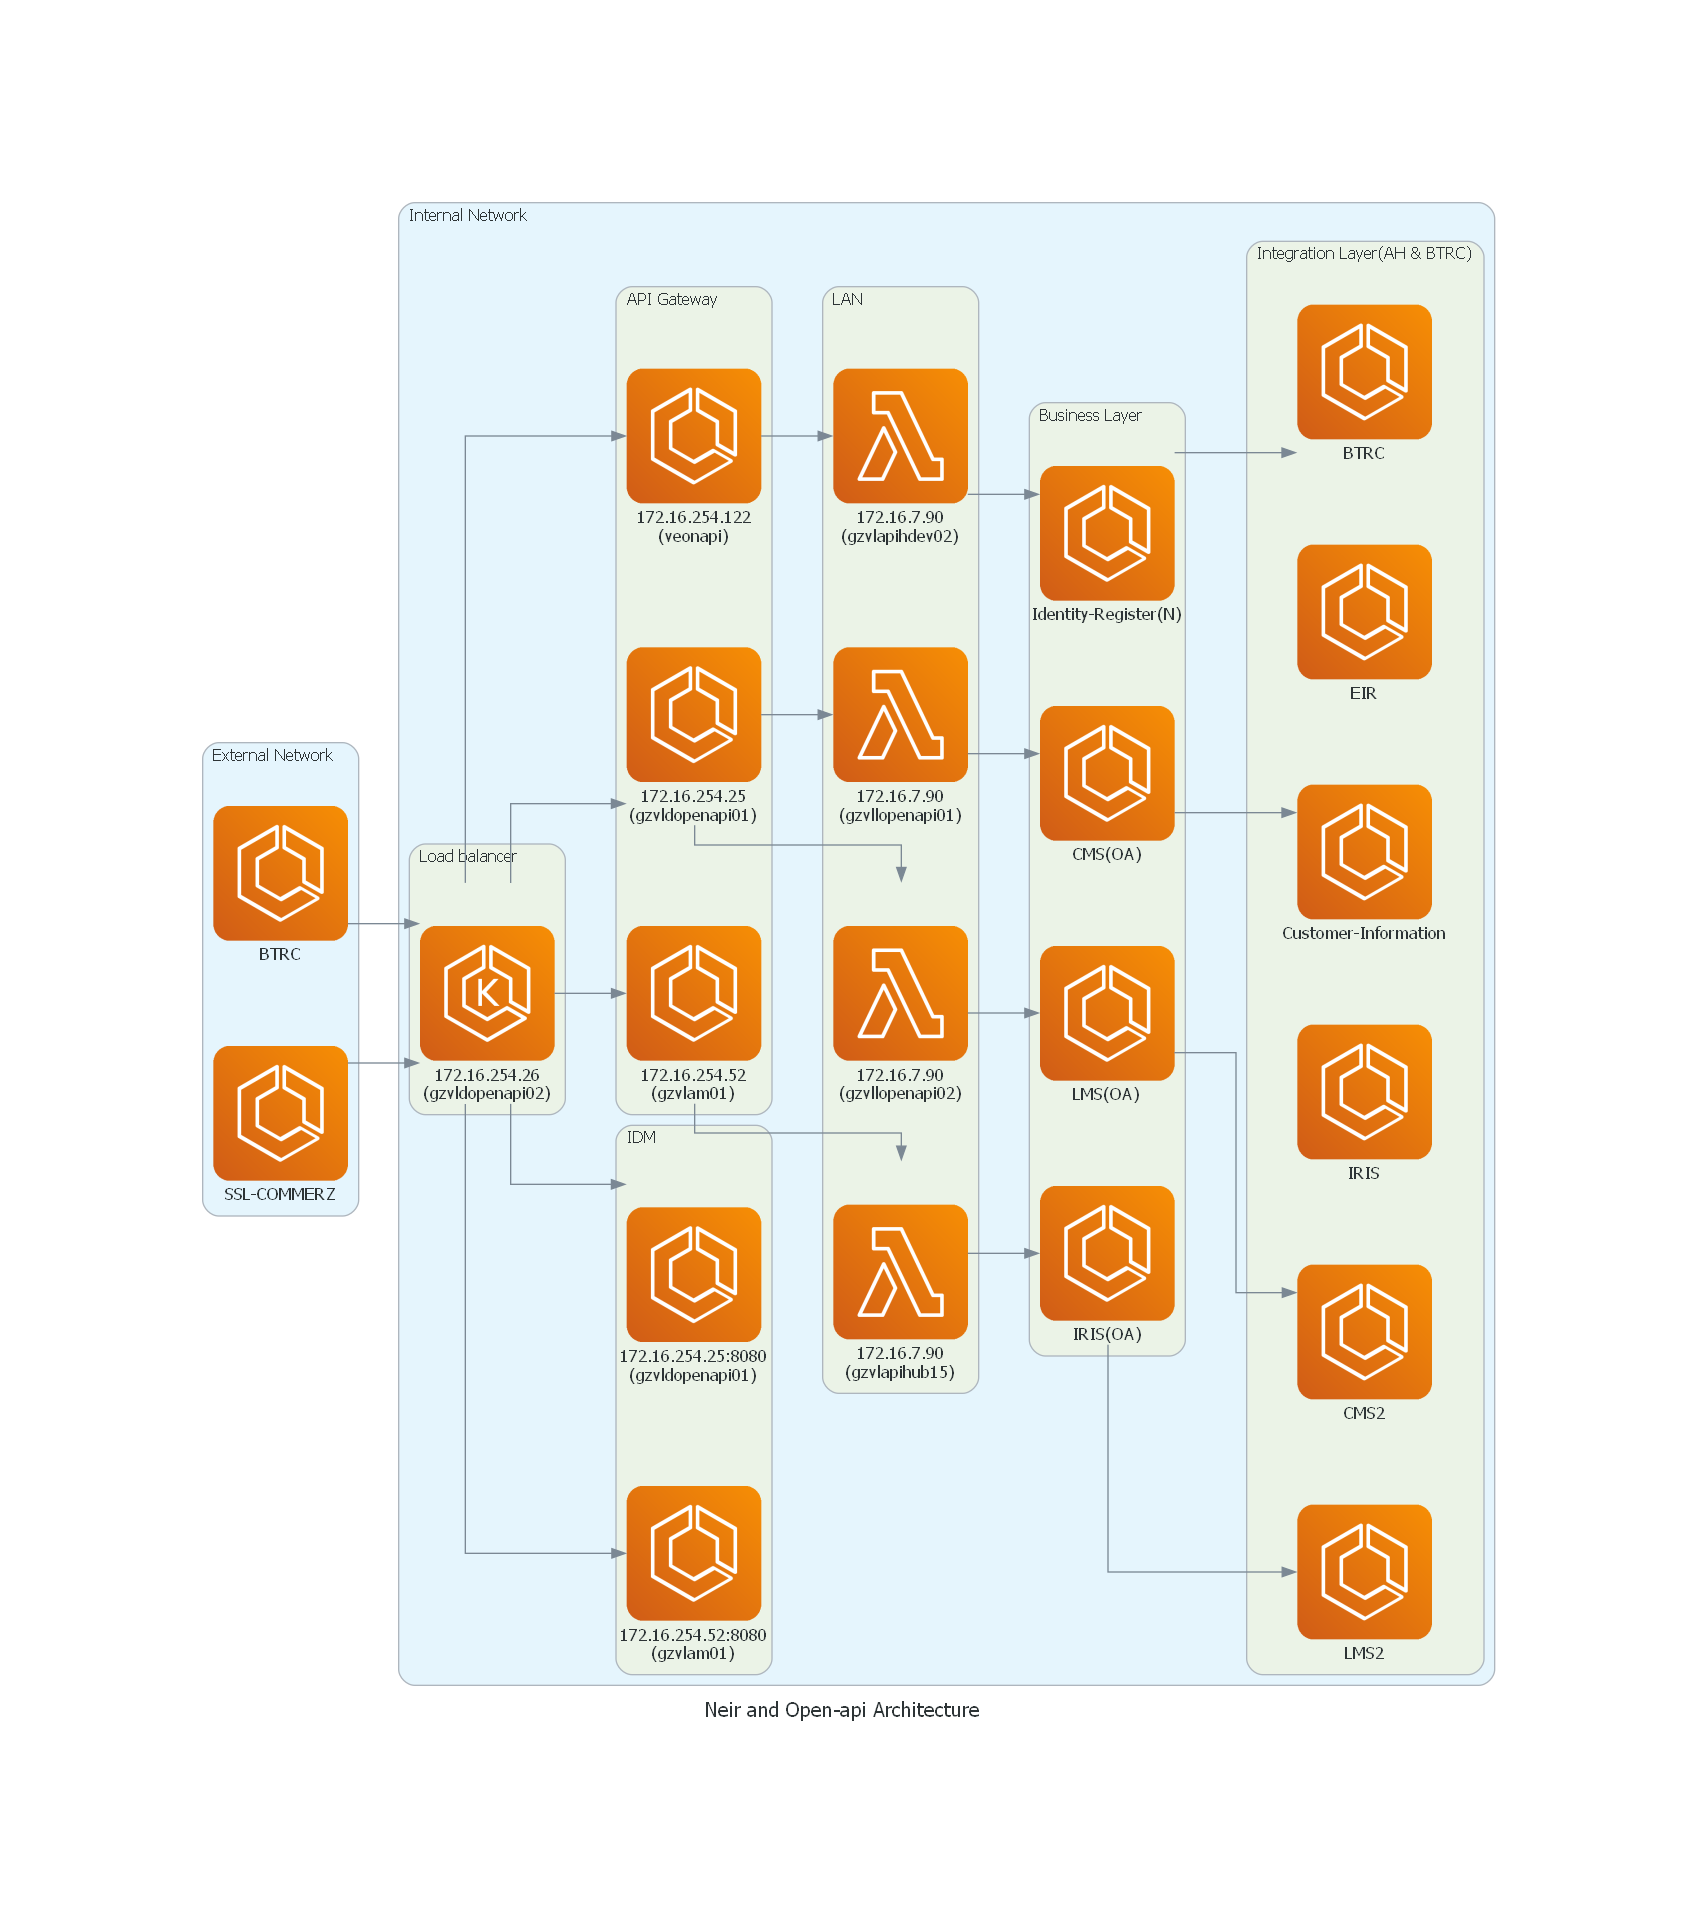 Internal Network
Integration Layer(AH & BTRC)
API Gateway
LAN
BTRC
Business Layer
172.16.254.122
(veonapi)
172.16.7.90
(gzvlapihdev02)
Identity-Register(N)
EIR
External Network
172.16.254.25
(gzvldopenapi01)
172.16.7.90
(gzvllopenapi01)
CMS(OA)
Load balancer
Customer-Information
BTRC
172.16.254.26
(gzvldopenapi02)
172.16.254.52
(gzvlam01)
172.16.7.90
(gzvllopenapi02)
LMS(OA)
IDM
IRIS
SSL-COMMERZ
172.16.254.25:8080
(gzvldopenapi01)
172.16.7.90
(gzvlapihub15)
IRIS(OA)
CMS2
172.16.254.52:8080
(gzvlam01)
LMS2
Neir and Open-api Architecture
K